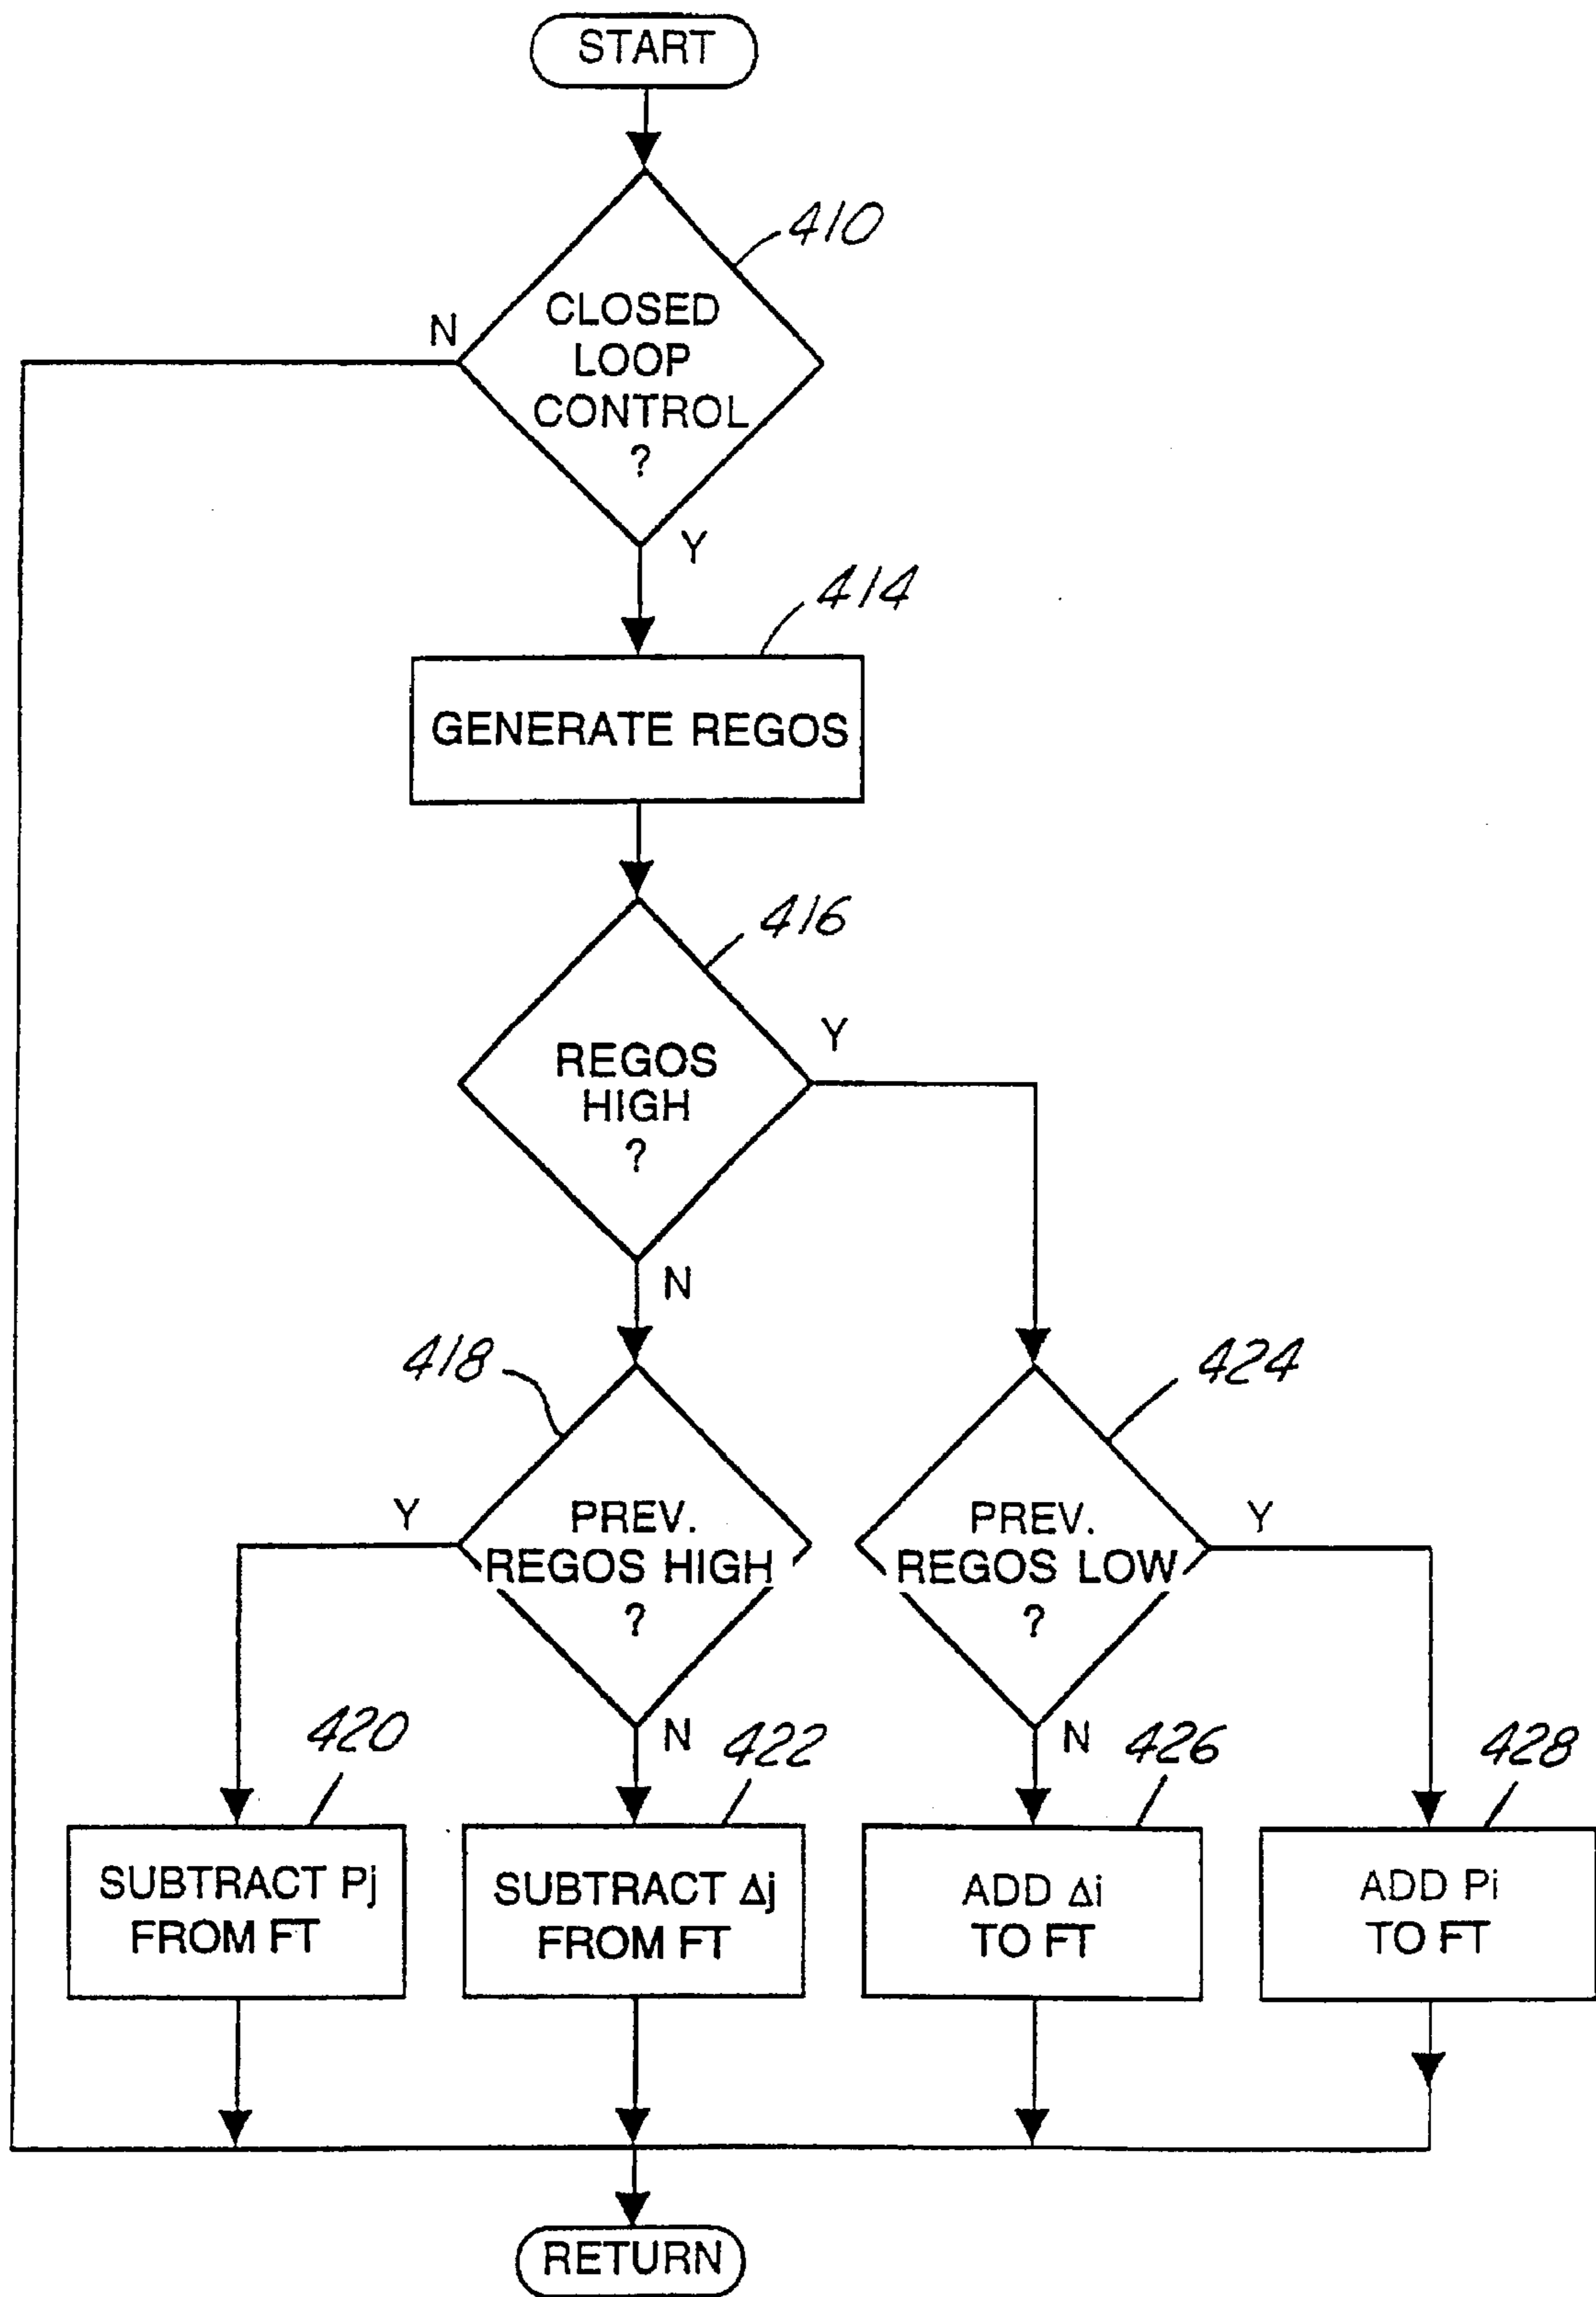 START
410
CLOSED
LOOP
CONTROL
?
N
Y
414
GENERATE REGOS
416
REGOS
HIGH
?
Y
N
418
424
PREV.
REGOS HIGH
?
Y
N
PREV.
REGOS LOW
?
Y
N
420
422
426
428
SUBTRACT Pj
FROM FT
SUBTRACT Δj
FROM FT
ADD Δi
TO FT
ADD Pi
TO FT
RETURN